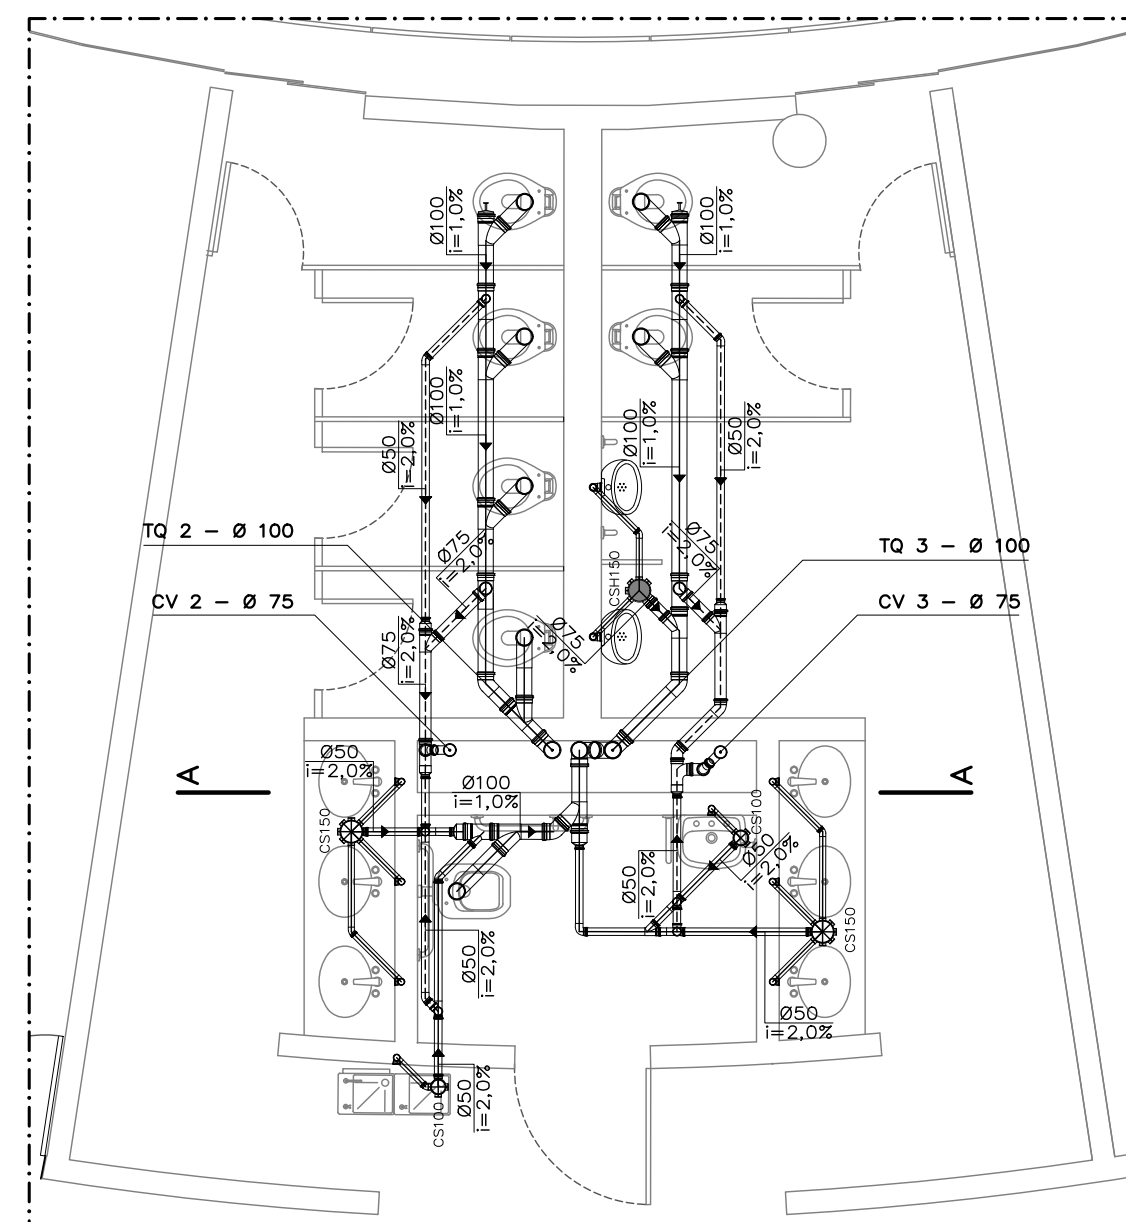 Ø100
i=1,0%
Ø100
i=1,0%
Ø100
i=1,0%
Ø50
i=2,0%
Ø100
i=1,0%
Ø50
i=2,0%
TQ 2 – Ø 100
Ø75
i=2,0%
Ø75
i=2,0%
TQ 3 – Ø 100
CSH150
CV 2 – Ø 75
CV 3 – Ø 75
Ø75
i=2,0%
Ø75
Ø50
i=2,0%
A
A
Ø100
i=1,0%
CS150
CS100
Ø50
i=2,0%
Ø50
i=2,0%
CS150
Ø50
i=2,0%
Ø50
i=2,0%
Ø50
i=2,0%
CS100